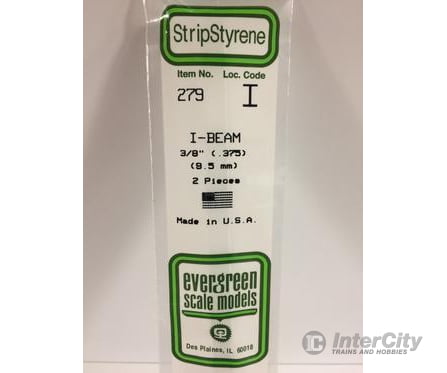 StripStyrene
Item No. Loc. Code
279 I
I-BEAM
3/8" (.375)
(9.5 mm)
2 Pieces
Made in U.S.A.
evergreen
scale models
Des Plaines, IL 60018
IC InterCity
TRAINS AND HOBBIES